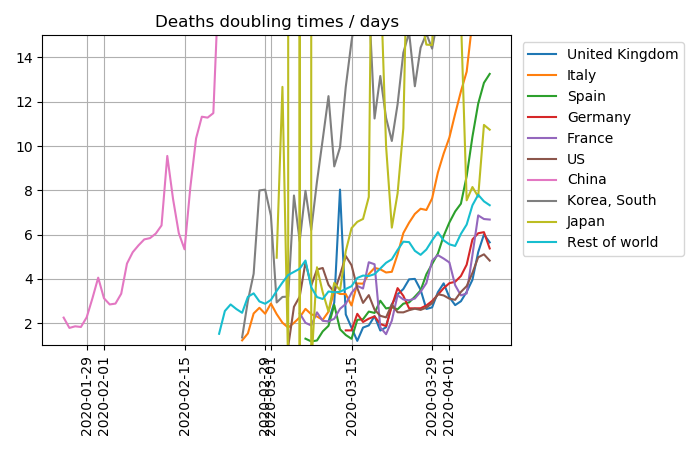 Deaths doubling times / days
14
12
10
8
6
4
2
2020-01-29
2020-02-01
2020-02-15
2020-02-29
2020-03-01
2020-03-15
2020-03-29
2020-04-01
United Kingdom
Italy
Spain
Germany
France
US
China
Korea, South
Japan
Rest of world